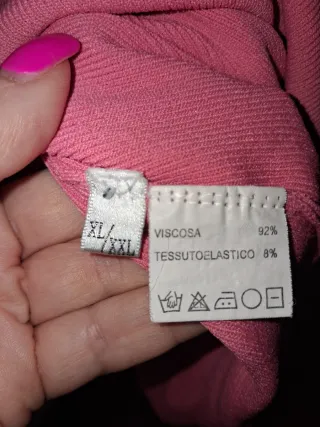 XL/XXL
VISCOSA 92%
TESSUTOELASTICO 8%